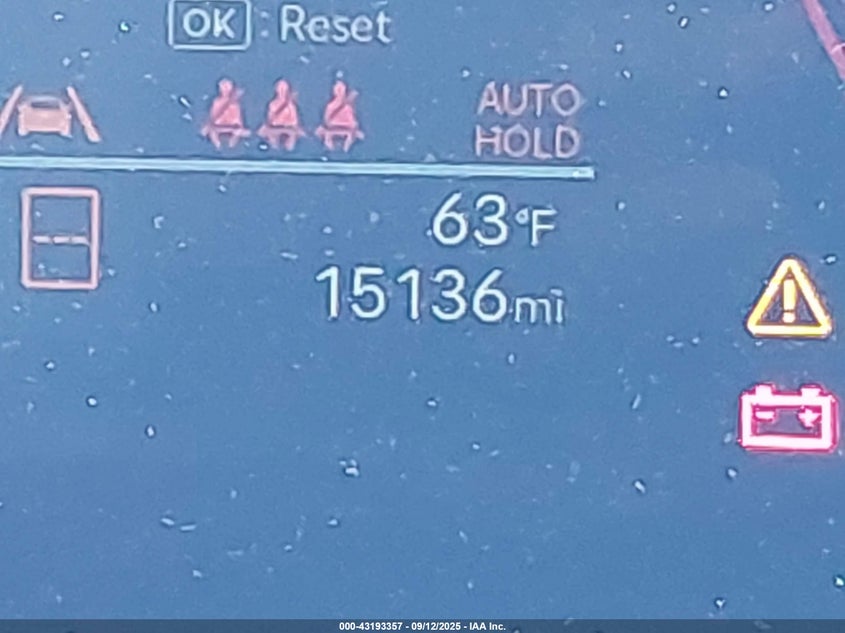 OK : Reset
AUTO
HOLD
63°F
15136mi
000-43193357 - 09/12/2025 - IAA Inc.